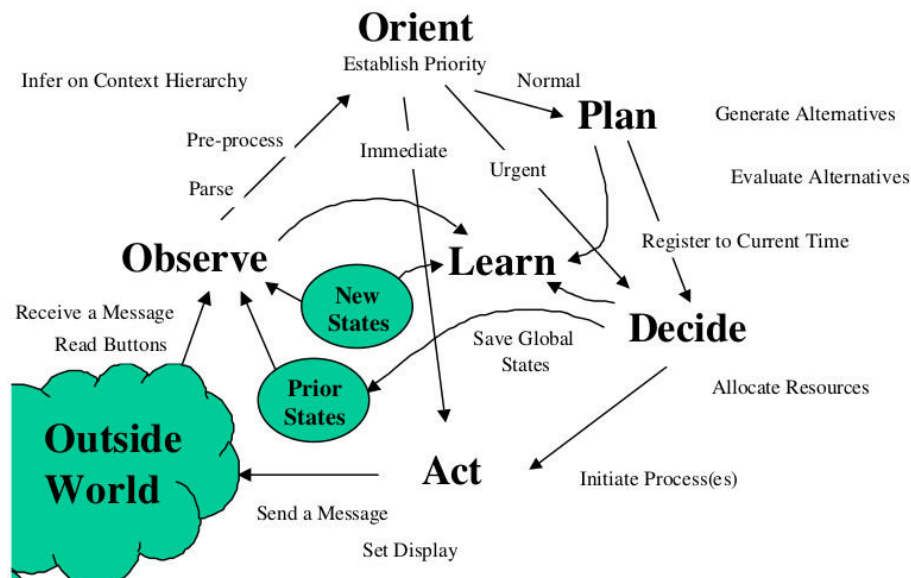 Orient
Establish Priority
Infer on Context Hierarchy
Normal
Plan
Generate Alternatives
Pre-process
Immediate
Urgent
Evaluate Alternatives
Parse
Register to Current Time
Observe
Learn
New
States
Receive a Message
Read Buttons
Save Global
States
Decide
Prior
States
Allocate Resources
Outside
World
Act
Initiate Process(es)
Send a Message
Set Display